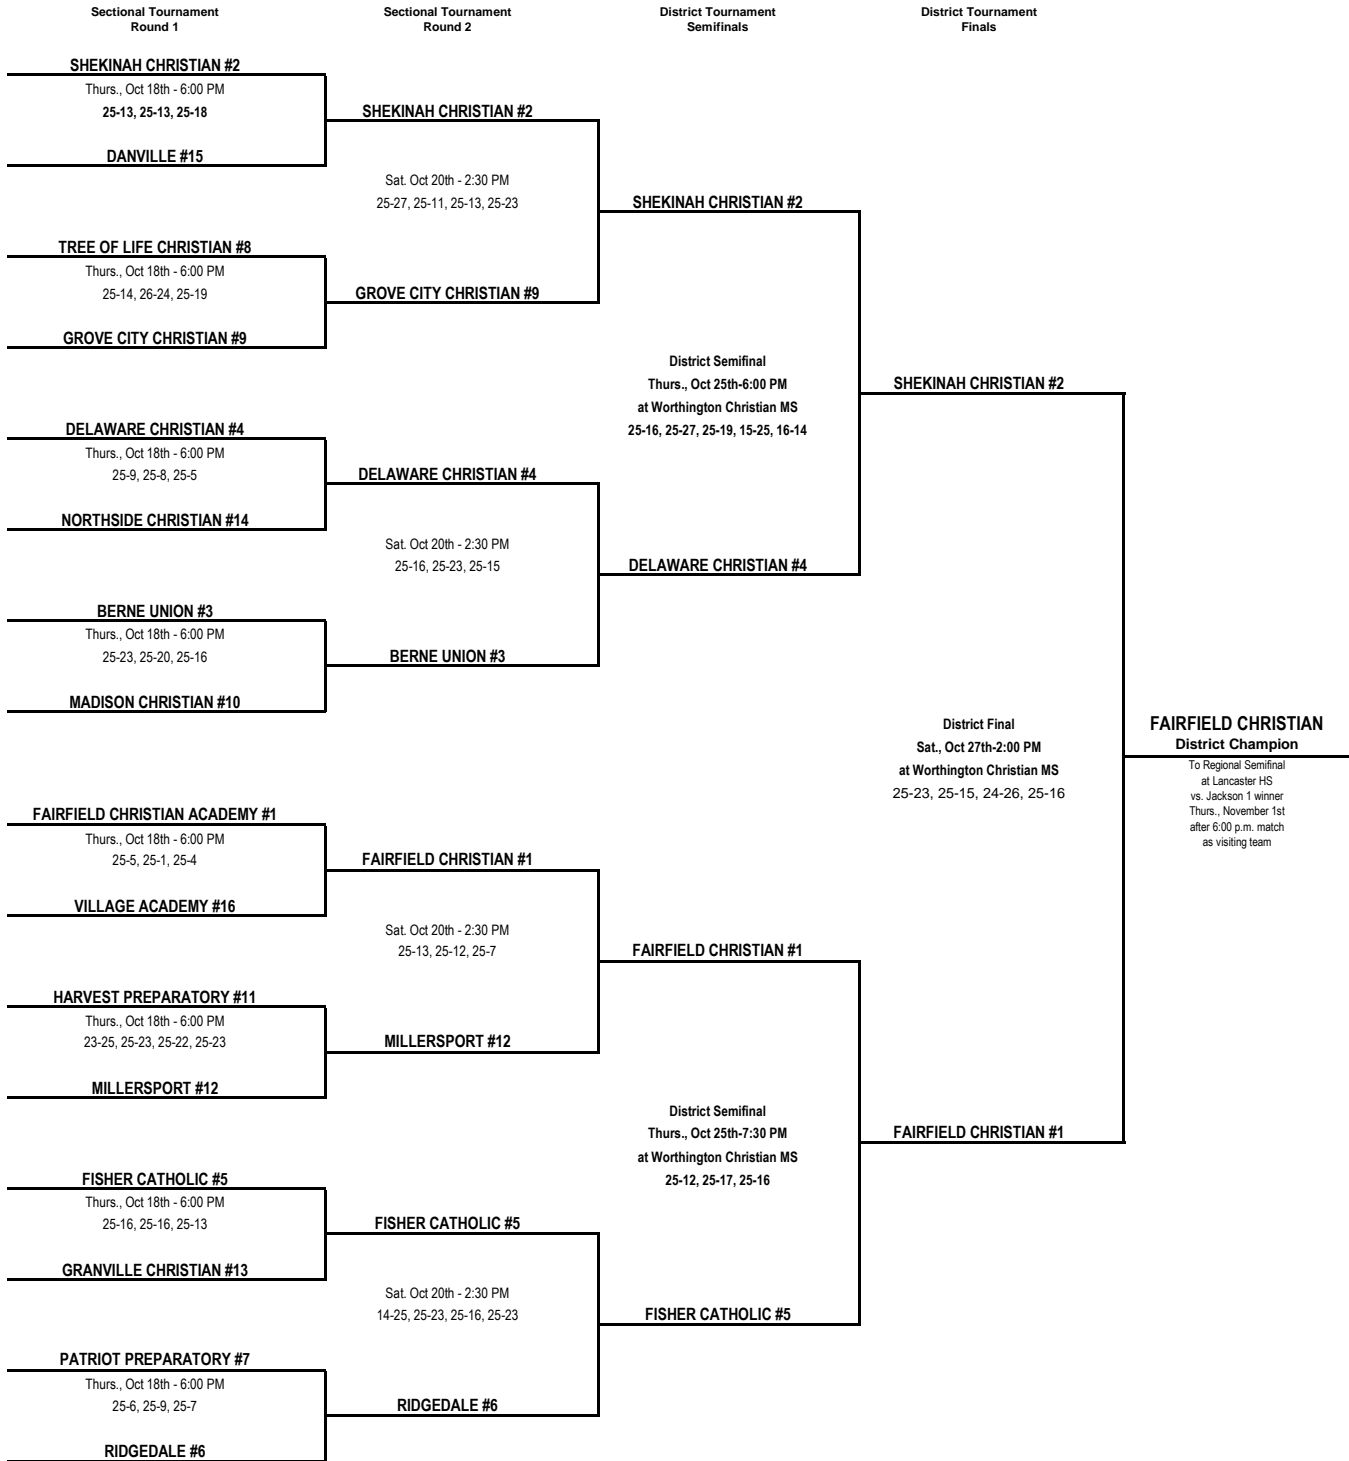 Sectional Tournament
Round 1
Sectional Tournament
Round 2
District Tournament
Semifinals
District Tournament
Finals
SHEKINAH CHRISTIAN #2
Thurs., Oct 18th - 6:00 PM
25-13, 25-13, 25-18
DANVILLE #15
TREE OF LIFE CHRISTIAN #8
Thurs., Oct 18th - 6:00 PM
25-14, 26-24, 25-19
GROVE CITY CHRISTIAN #9
DELAWARE CHRISTIAN #4
Thurs., Oct 18th - 6:00 PM
25-9, 25-8, 25-5
NORTHSIDE CHRISTIAN #14
BERNE UNION #3
Thurs., Oct 18th - 6:00 PM
25-23, 25-20, 25-16
MADISON CHRISTIAN #10
FAIRFIELD CHRISTIAN ACADEMY #1
Thurs., Oct 18th - 6:00 PM
25-5, 25-1, 25-4
VILLAGE ACADEMY #16
HARVEST PREPARATORY #11
Thurs., Oct 18th - 6:00 PM
23-25, 25-23, 25-22, 25-23
MILLERSPORT #12
FISHER CATHOLIC #5
Thurs., Oct 18th - 6:00 PM
25-16, 25-16, 25-13
GRANVILLE CHRISTIAN #13
PATRIOT PREPARATORY #7
Thurs., Oct 18th - 6:00 PM
25-6, 25-9, 25-7
RIDGEDALE #6
SHEKINAH CHRISTIAN #2
Sat. Oct 20th - 2:30 PM
25-27, 25-11, 25-13, 25-23
GROVE CITY CHRISTIAN #9
DELAWARE CHRISTIAN #4
Sat. Oct 20th - 2:30 PM
25-16, 25-23, 25-15
BERNE UNION #3
FAIRFIELD CHRISTIAN #1
Sat. Oct 20th - 2:30 PM
25-13, 25-12, 25-7
MILLERSPORT #12
FISHER CATHOLIC #5
Sat. Oct 20th - 2:30 PM
14-25, 25-23, 25-16, 25-23
RIDGEDALE #6
SHEKINAH CHRISTIAN #2
District Semifinal
Thurs., Oct 25th-6:00 PM
at Worthington Christian MS
25-16, 25-27, 25-19, 15-25, 16-14
DELAWARE CHRISTIAN #4
FAIRFIELD CHRISTIAN #1
District Semifinal
Thurs., Oct 25th-7:30 PM
at Worthington Christian MS
25-12, 25-17, 25-16
FISHER CATHOLIC #5
SHEKINAH CHRISTIAN #2
District Final
Sat., Oct 27th-2:00 PM
at Worthington Christian MS
25-23, 25-15, 24-26, 25-16
FAIRFIELD CHRISTIAN #1
FAIRFIELD CHRISTIAN
District Champion
To Regional Semifinal
at Lancaster HS
vs. Jackson 1 winner
Thurs., November 1st
after 6:00 p.m. match
as visiting team